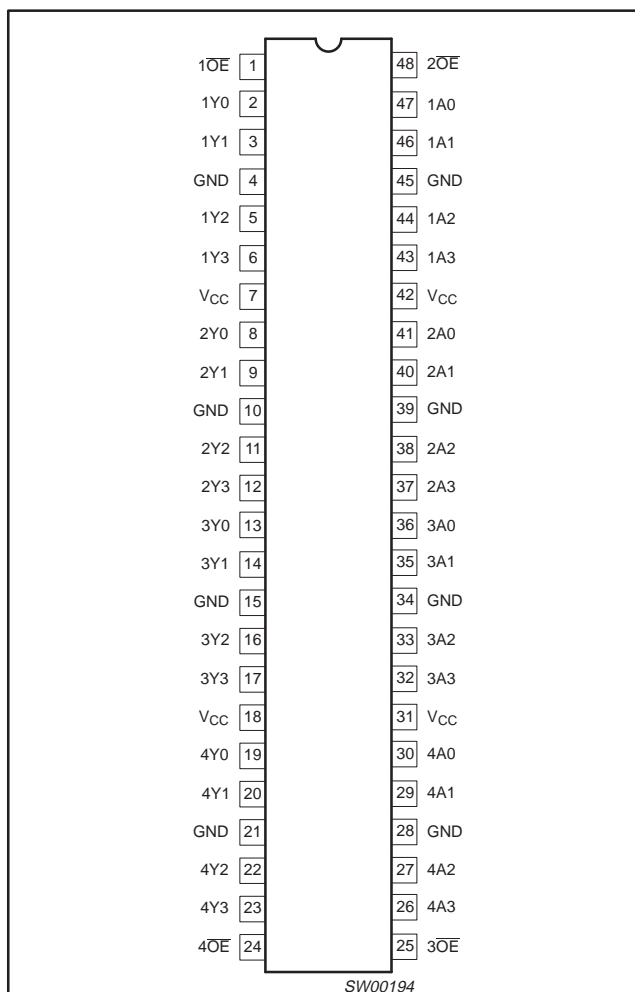 1O̅E̅ 1 48 2O̅E̅
1Y0 2 47 1A0
1Y1 3 46 1A1
GND 4 45 GND
1Y2 5 44 1A2
1Y3 6 43 1A3
VCC 7 42 VCC
2Y0 8 41 2A0
2Y1 9 40 2A1
GND 10 39 GND
2Y2 11 38 2A2
2Y3 12 37 2A3
3Y0 13 36 3A0
3Y1 14 35 3A1
GND 15 34 GND
3Y2 16 33 3A2
3Y3 17 32 3A3
VCC 18 31 VCC
4Y0 19 30 4A0
4Y1 20 29 4A1
GND 21 28 GND
4Y2 22 27 4A2
4Y3 23 26 4A3
4O̅E̅ 24 25 3O̅E̅
SW00194